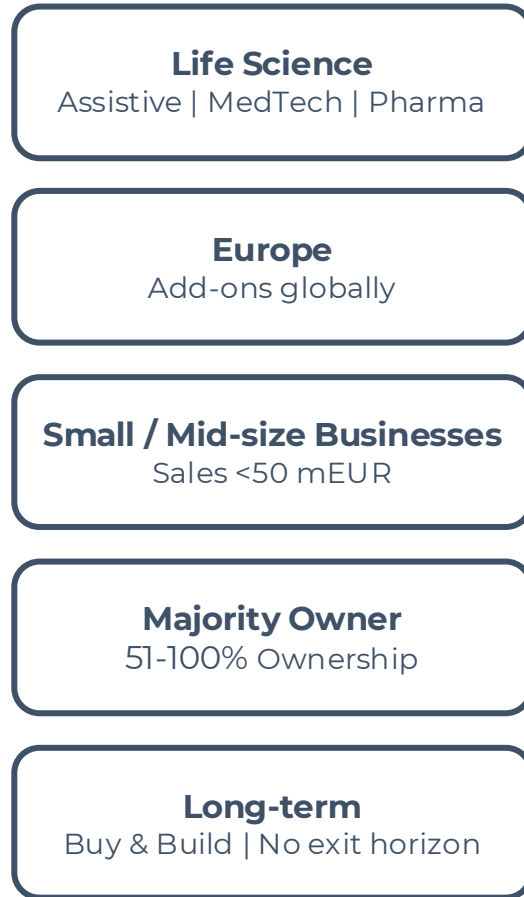 Life Science
Assistive | MedTech | Pharma
Europe
Add-ons globally
Small / Mid-size Businesses
Sales <50 mEUR
Majority Owner
51-100% Ownership
Long-term
Buy & Build | No exit horizon